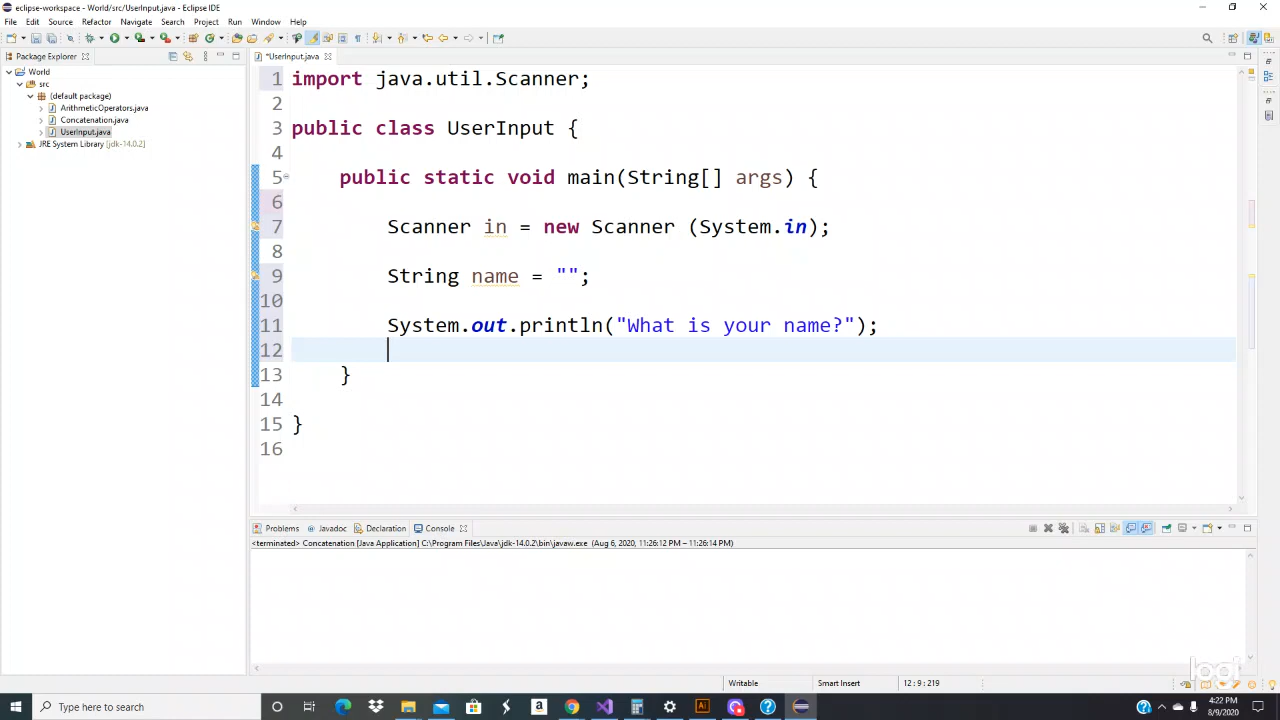 eclipse-workspace - World/src/UserInput.java - Eclipse IDE
File Edit Source Refactor Navigate Search Project Run Window Help
Package Explorer
*UserInput.java
World
src
(default package)
ArithmeticOperators.java
Concatenation.java
UserInput.java
JRE System Library [jdk-14.0.2]
1 import java.util.Scanner;
2
3 public class UserInput {
4
5 public static void main(String[] args) {
6
7 Scanner in = new Scanner (System.in);
8
9 String name = "";
10
11 System.out.println("What is your name?");
12
13 }
14
15 }
16
Problems Javadoc Declaration Console
<terminated> Concatenation [Java Application] C:\Program Files\Java\jdk-14.0.2\bin\javaw.exe (Aug 6, 2020, 11:26:12 PM – 11:26:14 PM)
logi
Writable Smart Insert 12 : 9 : 219
Type here to search
4:22 PM
8/9/2020